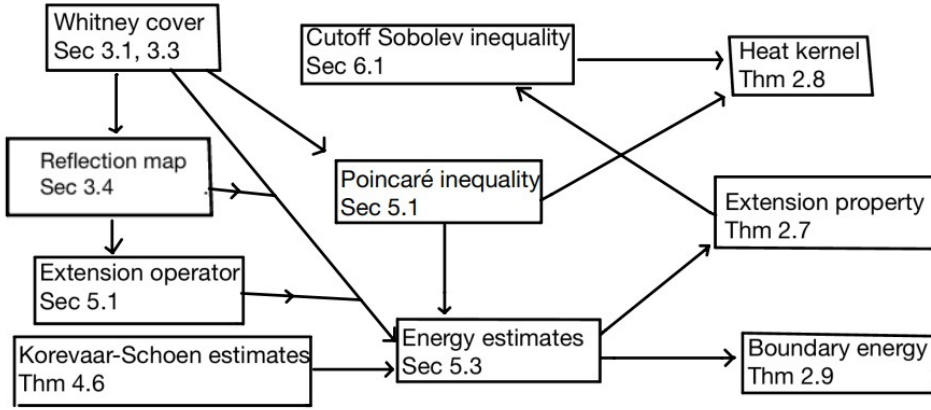 Whitney cover
Sec 3.1, 3.3
Cutoff Sobolev inequality
Sec 6.1
Heat kernel
Thm 2.8
Reflection map
Sec 3.4
Poincaré inequality
Sec 5.1
Extension property
Thm 2.7
Extension operator
Sec 5.1
Korevaar-Schoen estimates
Thm 4.6
Energy estimates
Sec 5.3
Boundary energy
Thm 2.9